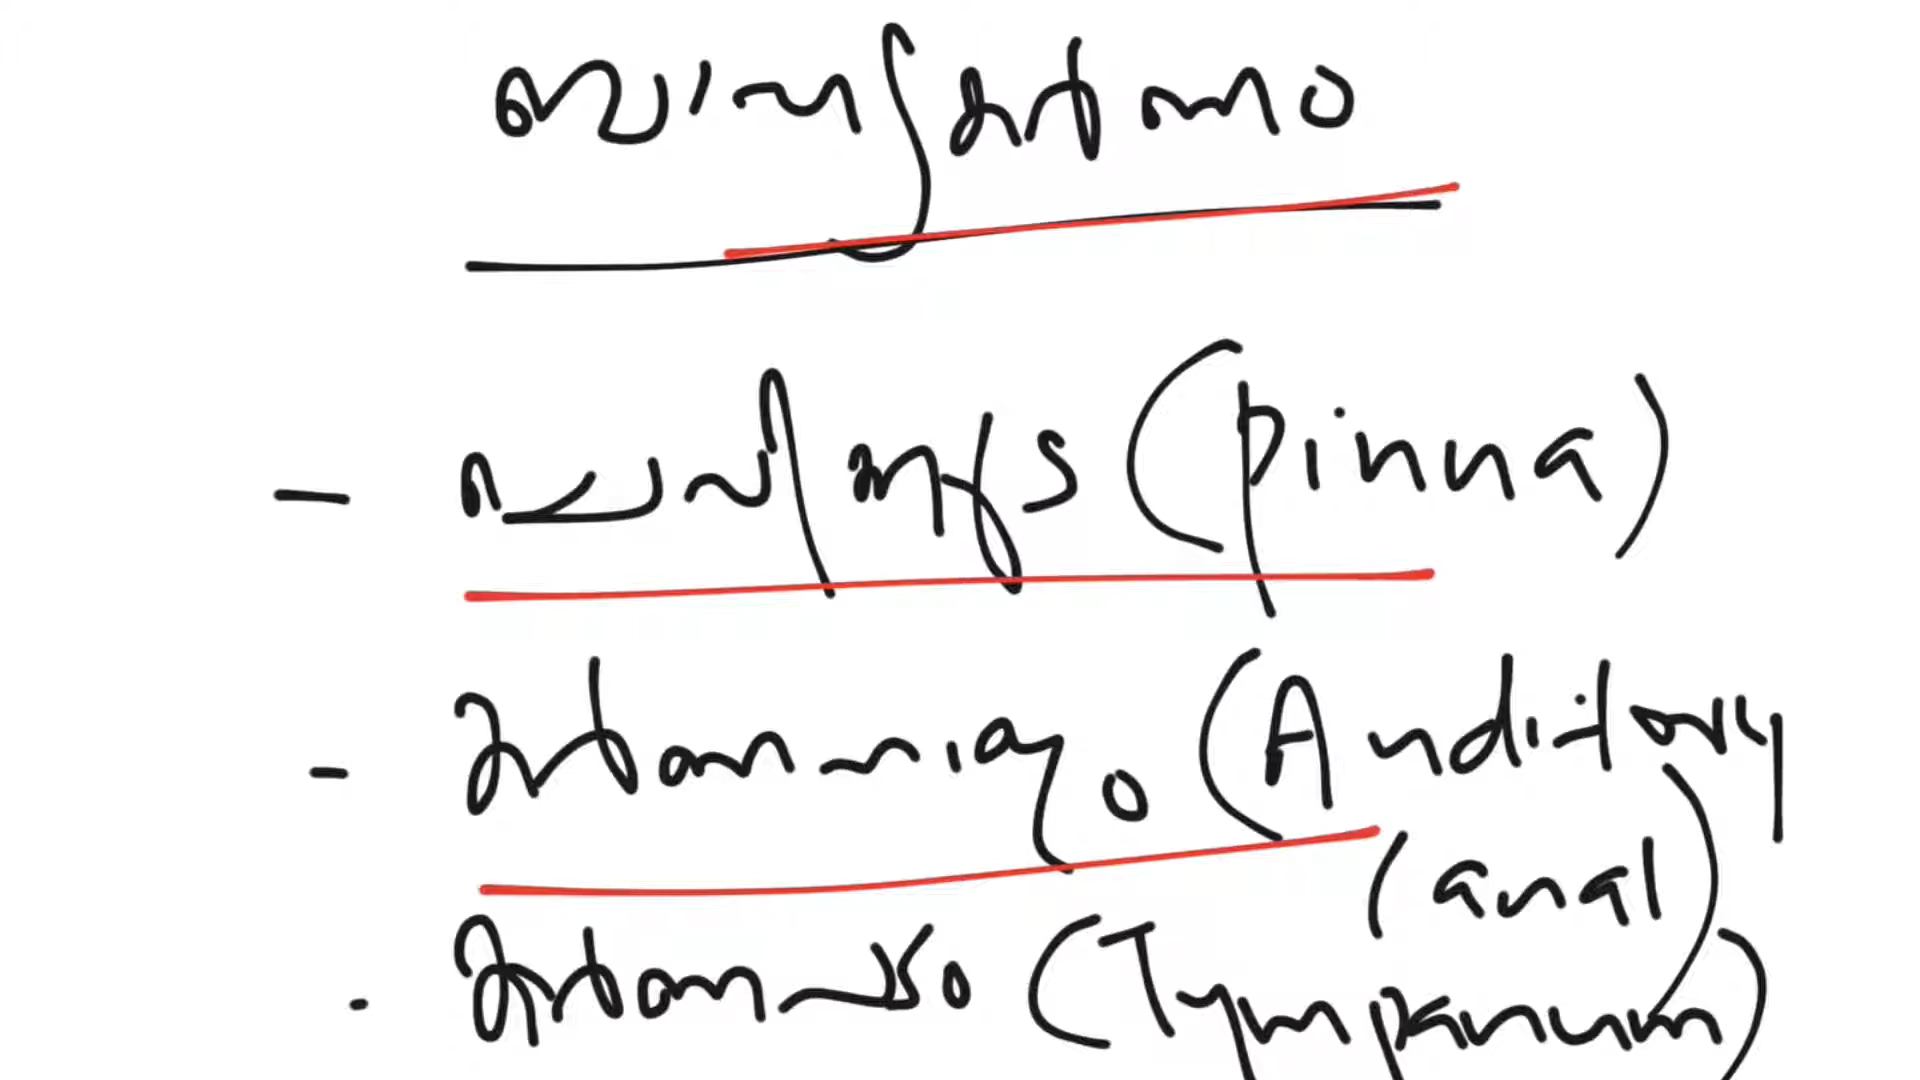 ബാഹ്യകർണം
- ചെവിക്കുട (Pinna)
- കർണനാളം (Auditory
canal)
- കർണപടം (Tympanum)